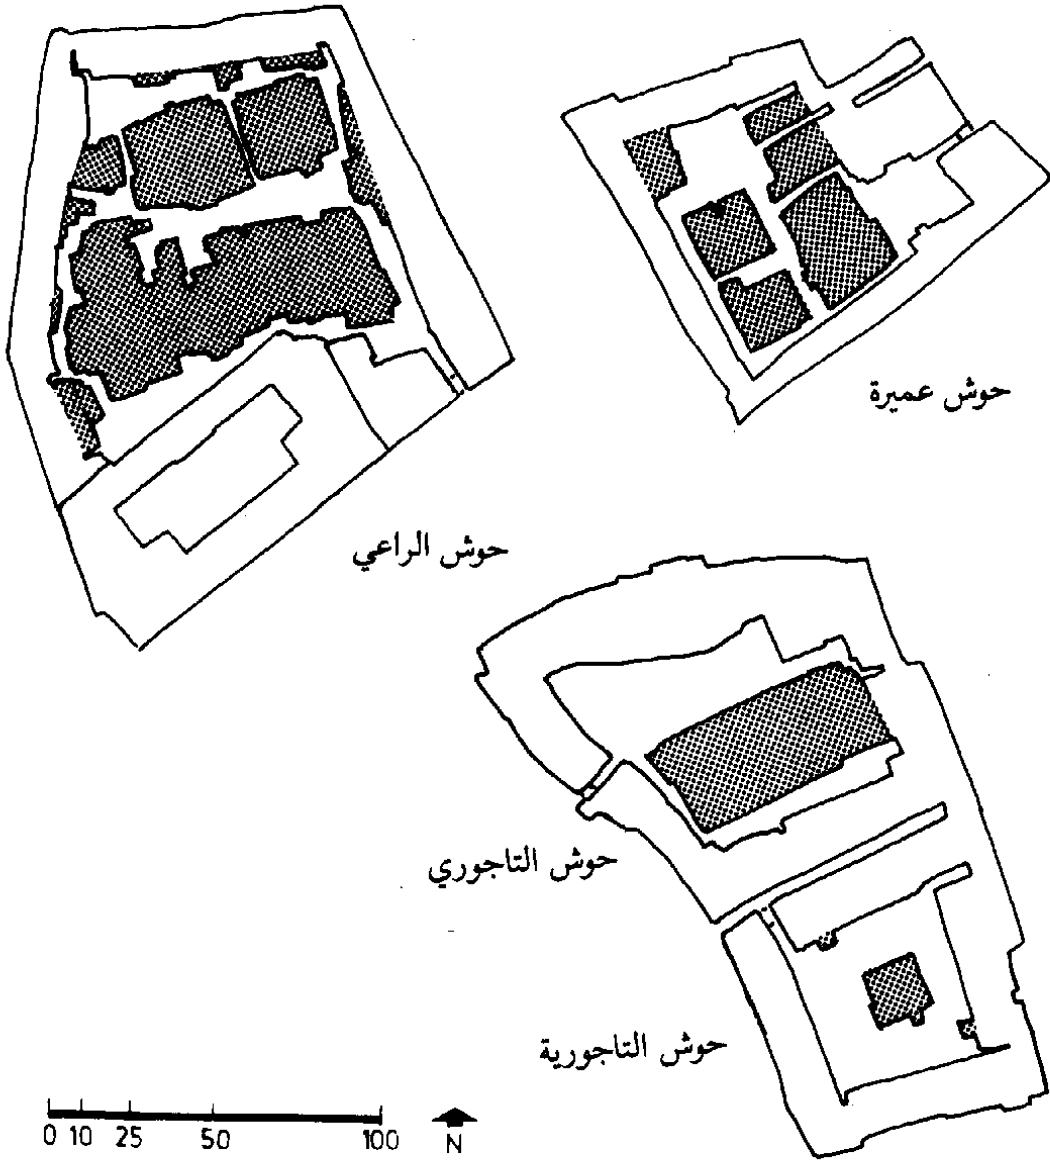 حوش عميرة
حوش الراعي
حوش التاجوري
حوش التاجورية
0 10 25 50 100
N